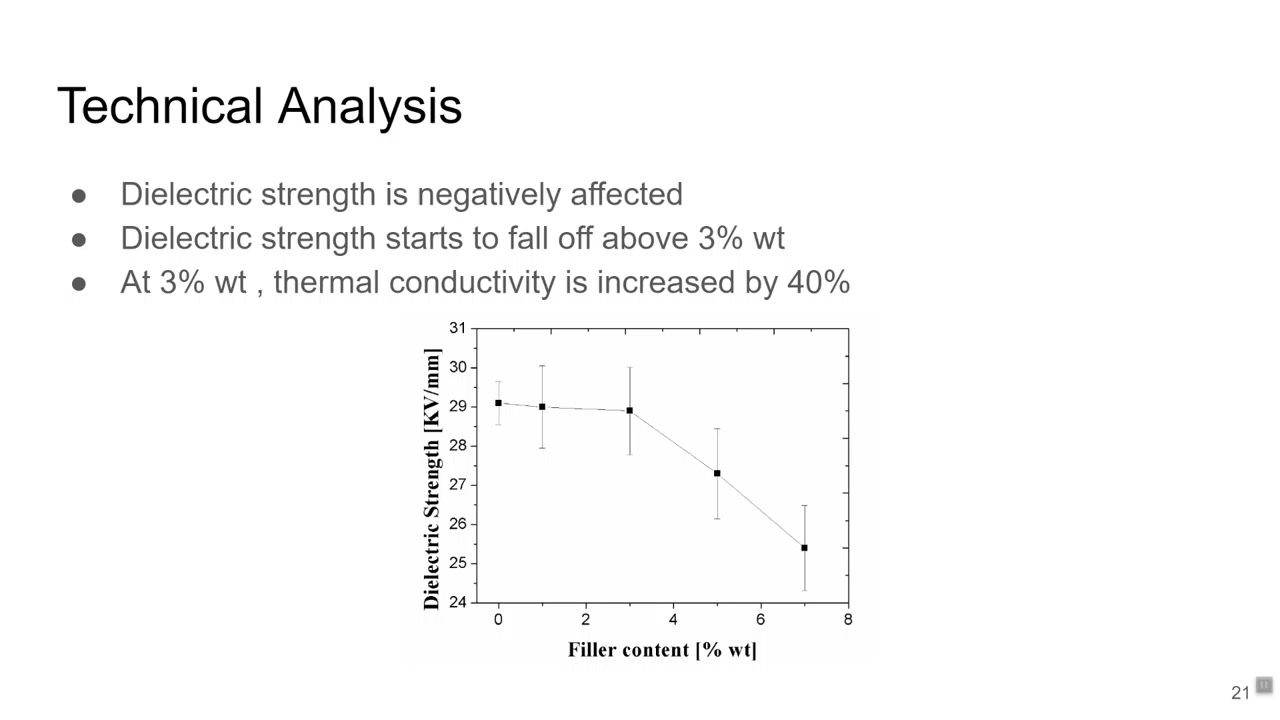 Technical Analysis
● Dielectric strength is negatively affected
● Dielectric strength starts to fall off above 3% wt
● At 3% wt , thermal conductivity is increased by 40%
31
30
29
28
27
26
25
24
Dielectric Strength [KV/mm]
0 2 4 6 8
Filler content [% wt]
21